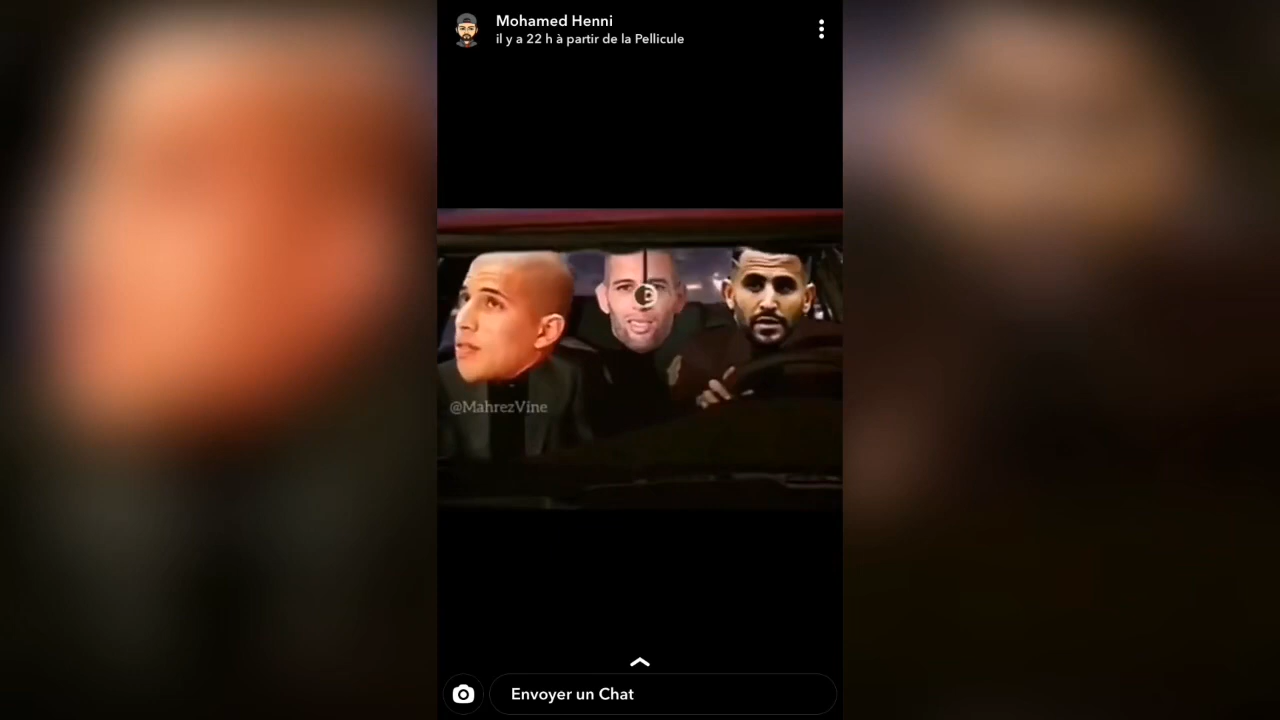 Mohamed Henni
il y a 22 h à partir de la Pellicule
@MahrezVine
Envoyer un Chat